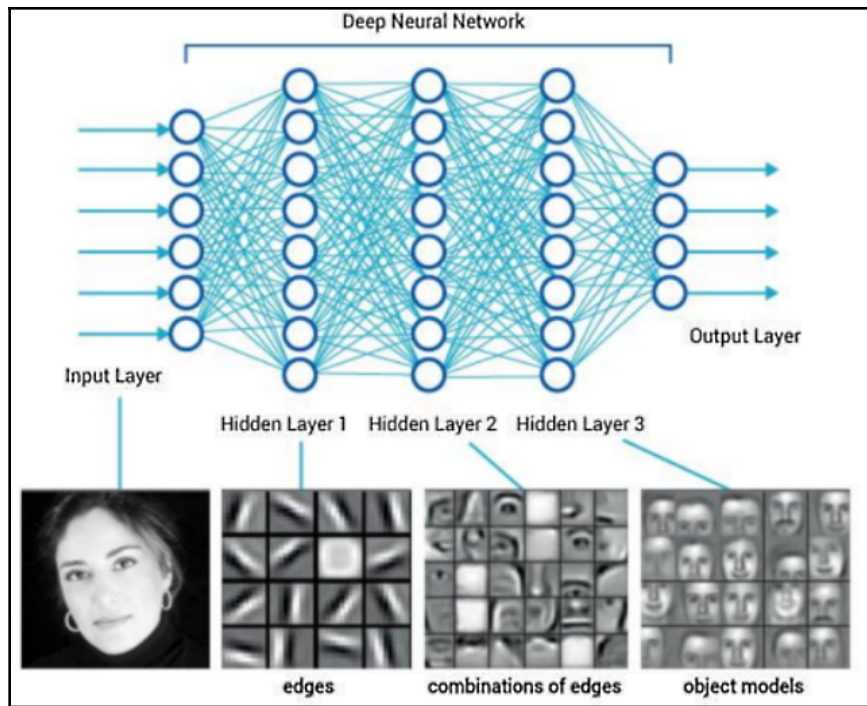 Deep Neural Network
Output Layer
Input Layer
Hidden Layer 1
Hidden Layer 2
Hidden Layer 3
edges
combinations of edges
object models